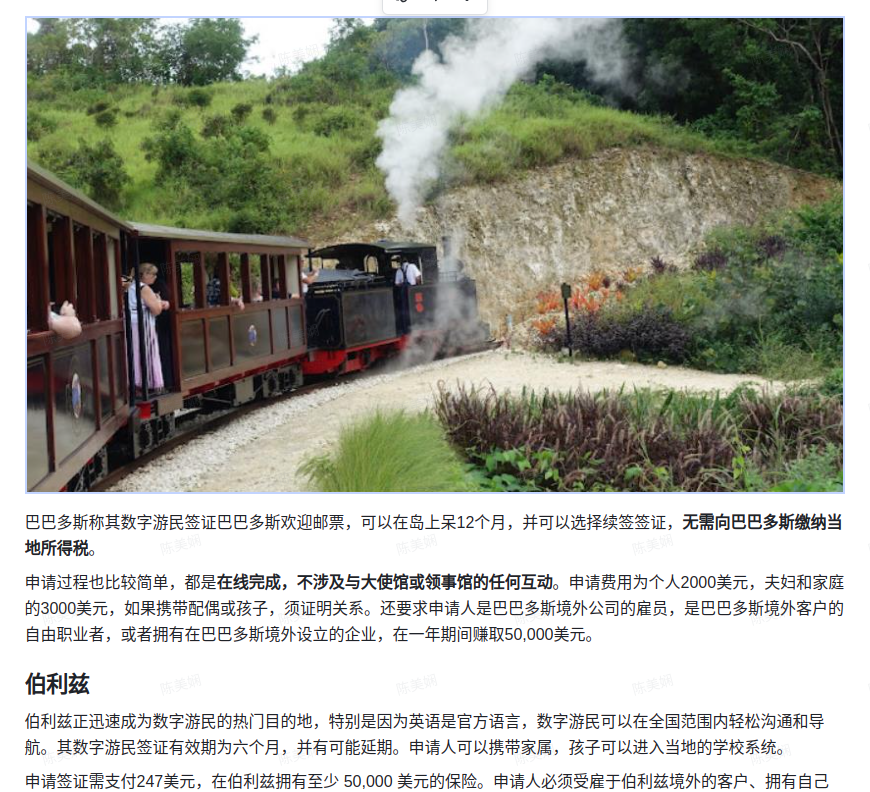 巴巴多斯称其数字游民签证巴巴多斯欢迎邮票，可以在岛上呆12个月，并可以选择续签签证，无需向巴巴多斯缴纳当
地所得税。
申请过程也比较简单，都是在线完成，不涉及与大使馆或领事馆的任何互动。申请费用为个人2000美元，夫妇和家庭
的3000美元，如果携带配偶或孩子，须证明关系。还要求申请人是巴巴多斯境外公司的雇员，是巴巴多斯境外客户的
自由职业者，或者拥有在巴巴多斯境外设立的企业，在一年期间赚取50,000美元。
伯利兹
伯利兹正迅速成为数字游民的热门目的地，特别是因为英语是官方语言，数字游民可以在全国范围内轻松沟通和导
航。其数字游民签证有效期为六个月，并有可能延期。申请人可以携带家属，孩子可以进入当地的学校系统。
申请签证需支付247美元，在伯利兹拥有至少 50,000 美元的保险。申请人必须受雇于伯利兹境外的客户、拥有自己